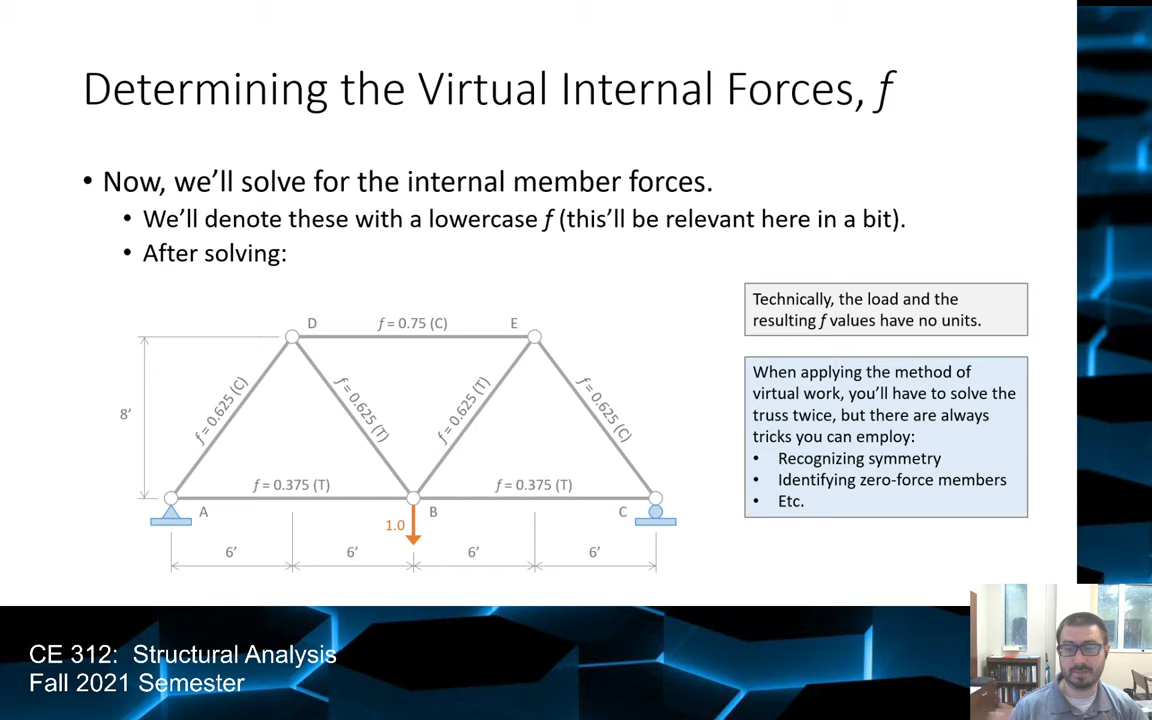 Determining the Virtual Internal Forces, f
• Now, we’ll solve for the internal member forces.
• We’ll denote these with a lowercase f (this’ll be relevant here in a bit).
• After solving:
Technically, the load and the
resulting f values have no units.
When applying the method of
virtual work, you’ll have to solve the
truss twice, but there are always
tricks you can employ:
• Recognizing symmetry
• Identifying zero-force members
• Etc.
D
f = 0.75 (C)
E
8’
f = 0.625 (C)
f = 0.625 (T)
f = 0.625 (T)
f = 0.625 (C)
f = 0.375 (T)
f = 0.375 (T)
A
1.0
B
C
6’
6’
6’
6’
CE 312: Structural Analysis
Fall 2021 Semester